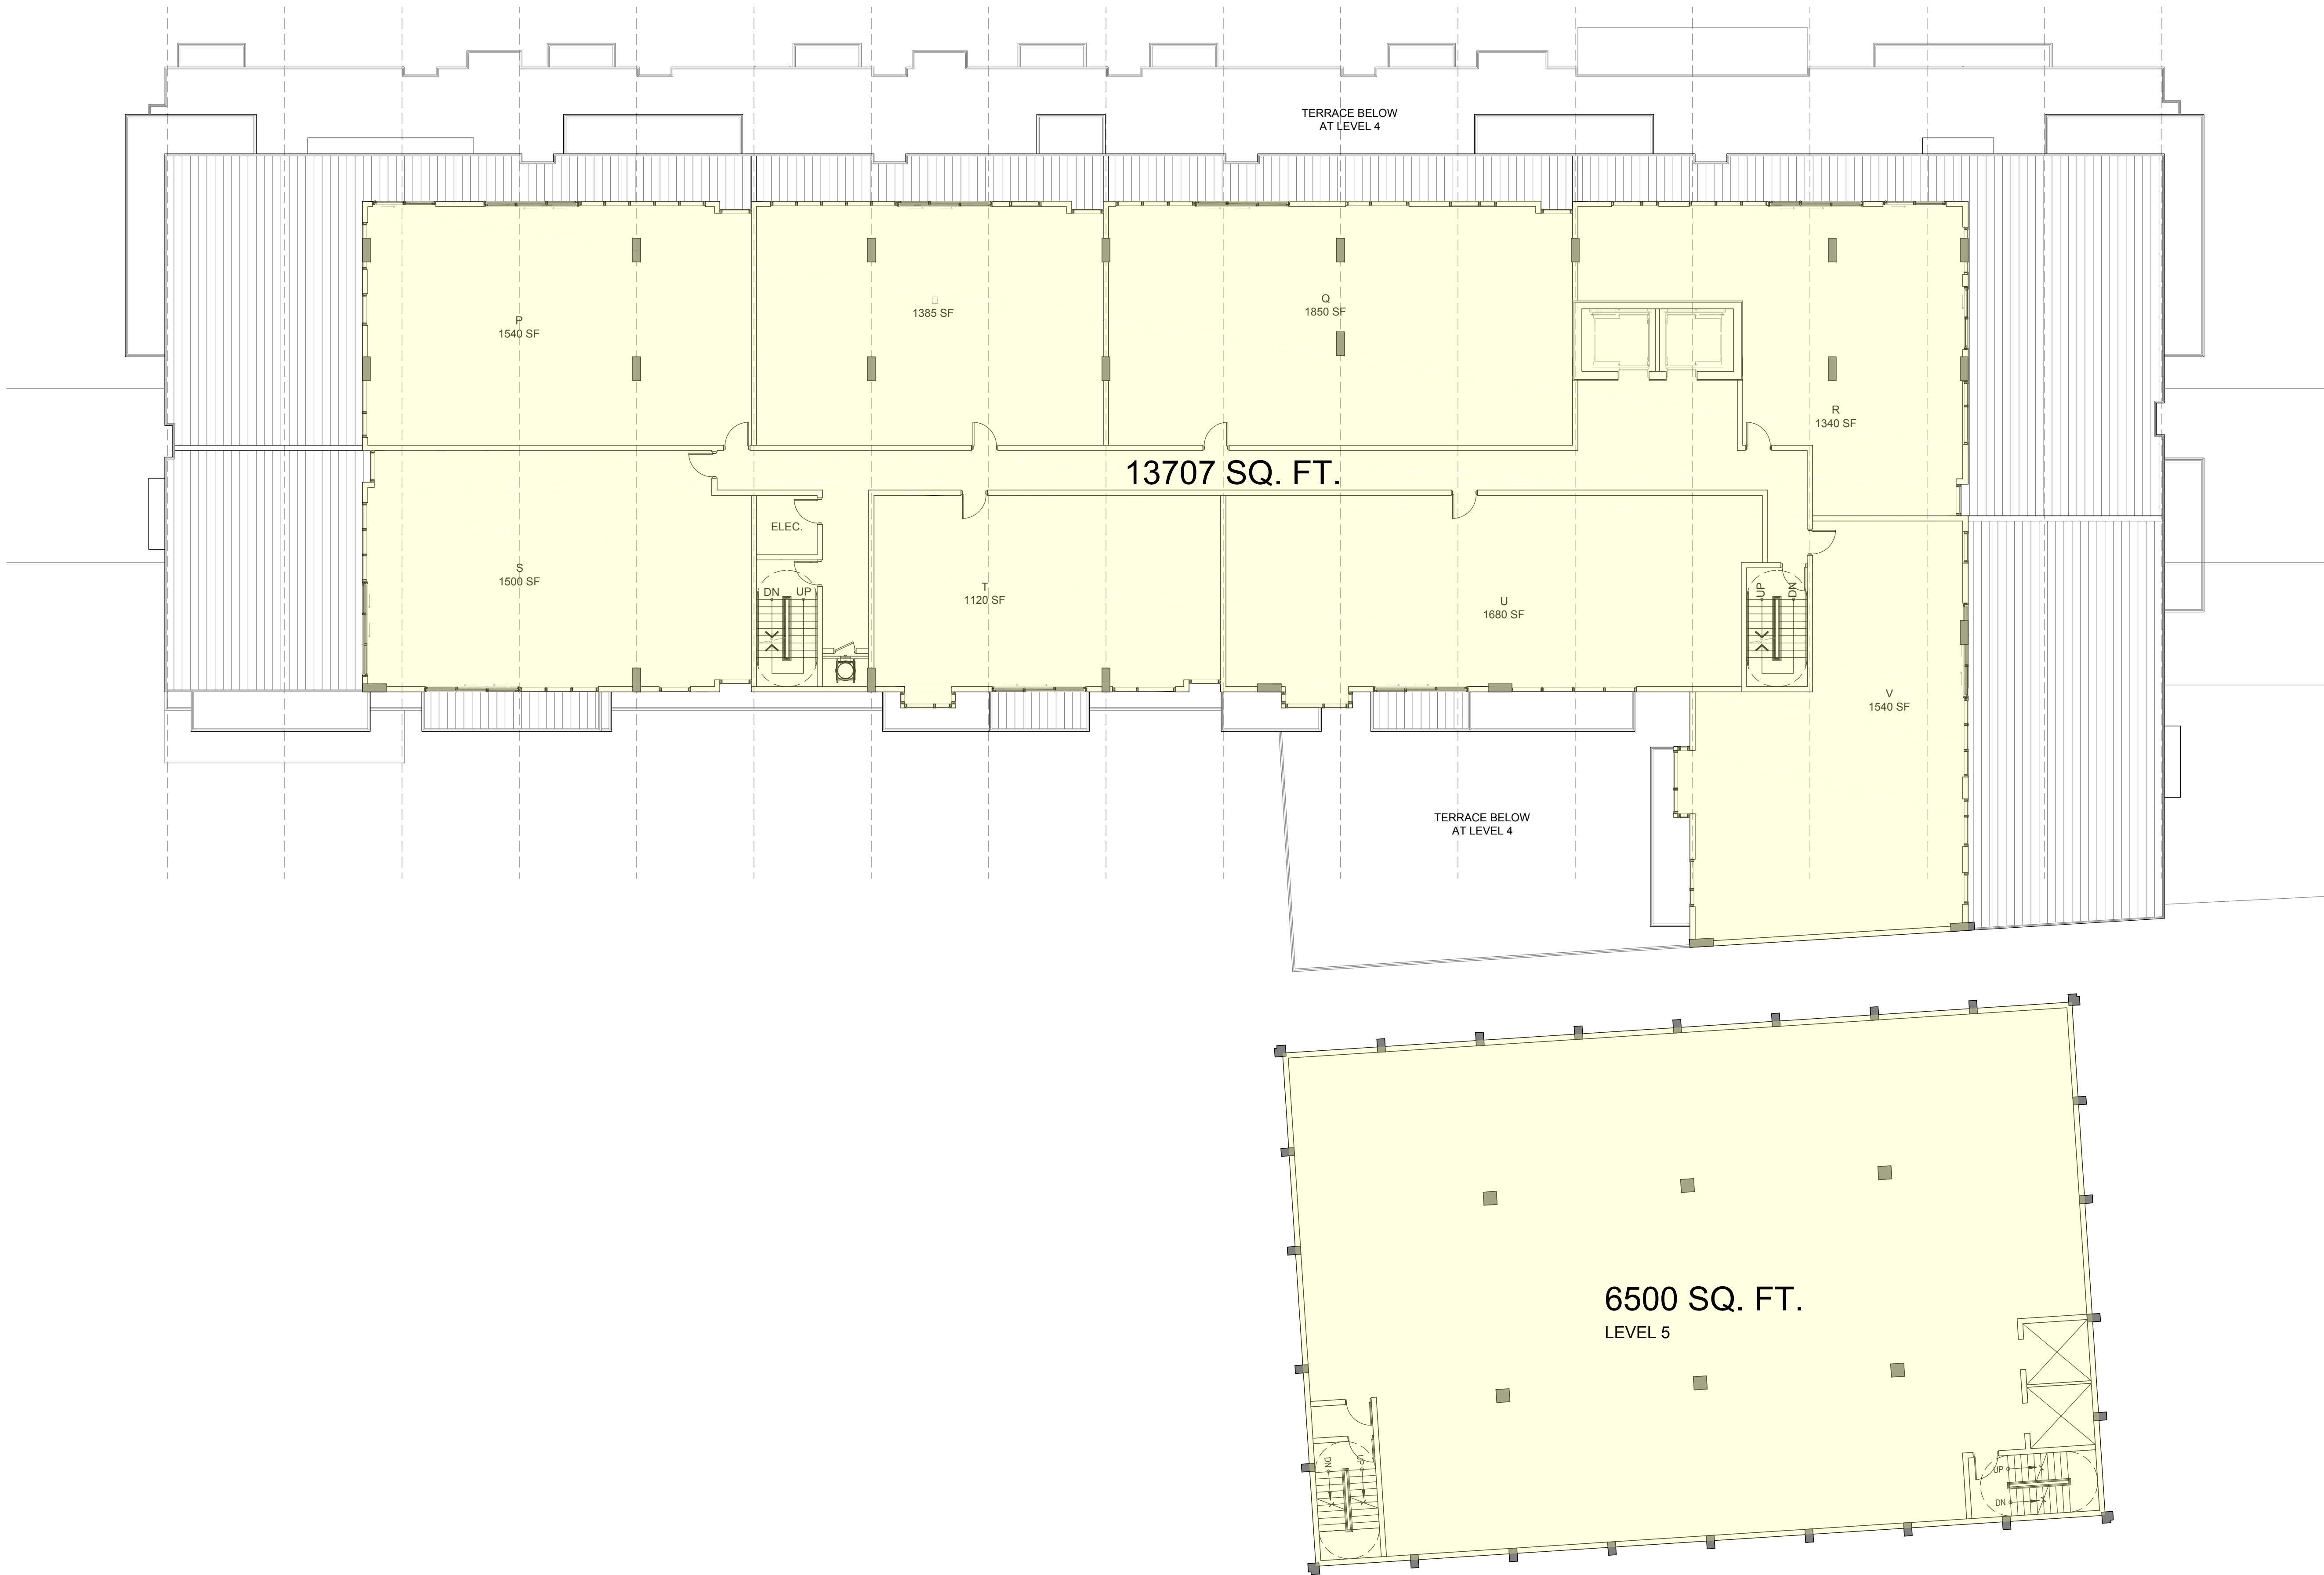 TERRACE BELOW
AT LEVEL 4
P
1540 SF
1385 SF
Q
1850 SF
R
1340 SF
13707 SQ. FT.
ELEC.
S
1500 SF
DN UP
T
1120 SF
U
1680 SF
UP
DN
V
1540 SF
TERRACE BELOW
AT LEVEL 4
6500 SQ. FT.
LEVEL 5
DN
UP
UP
DN